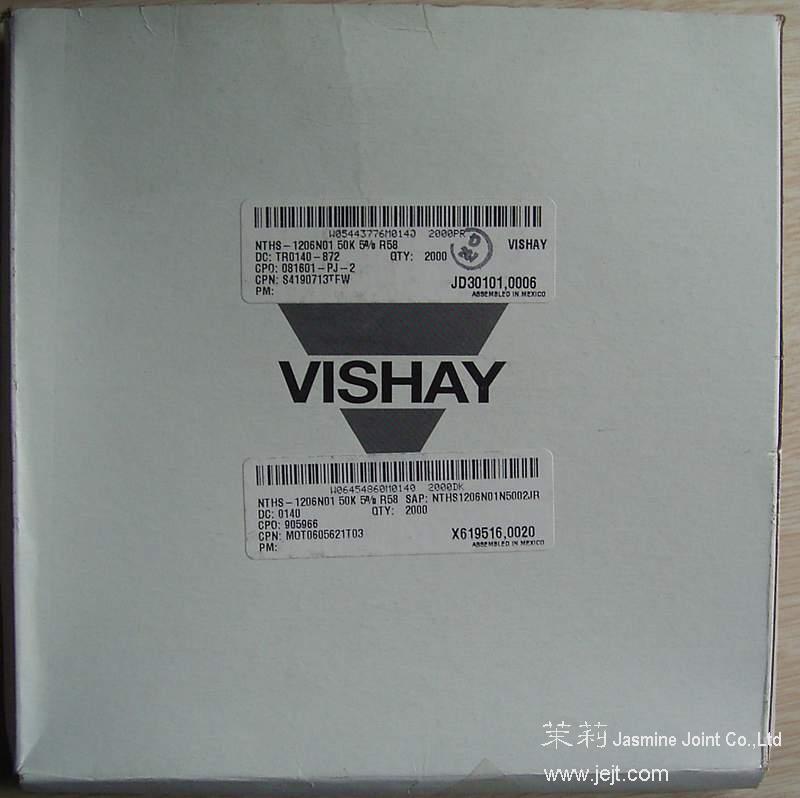 W05443776M0140 2000PR
NTHS-1206N01 50K 5% R58 VISHAY
DC: TR0140-872 QTY: 2000
CPO: 081601-PJ-2
CPN: S4190713TFW JD30101,0006
PM: ASSEMBLED IN MEXICO
VISHAY
W06454860M0140 2000DK
NTHS-1206N01 50K 5% R58 SAP: NTHS1206N01N5002JR
DC: 0140 QTY: 2000
CPO: 905966
CPN: MOT0605621T03 X619516,0020
PM: ASSEMBLED IN MEXICO
茉莉 Jasmine Joint Co.,Ltd
www.jejt.com